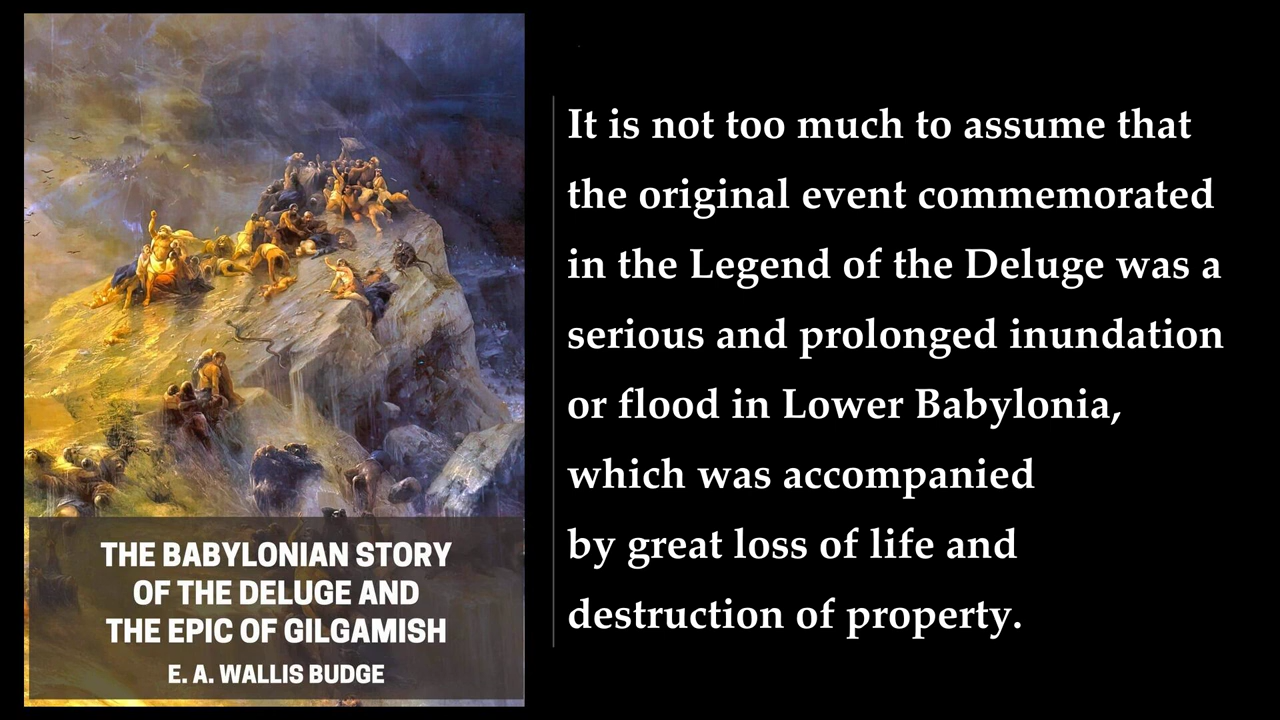 THE BABYLONIAN STORY
OF THE DELUGE AND
THE EPIC OF GILGAMISH
E. A. WALLIS BUDGE
It is not too much to assume that
the original event commemorated
in the Legend of the Deluge was a
serious and prolonged inundation
or flood in Lower Babylonia,
which was accompanied
by great loss of life and
destruction of property.